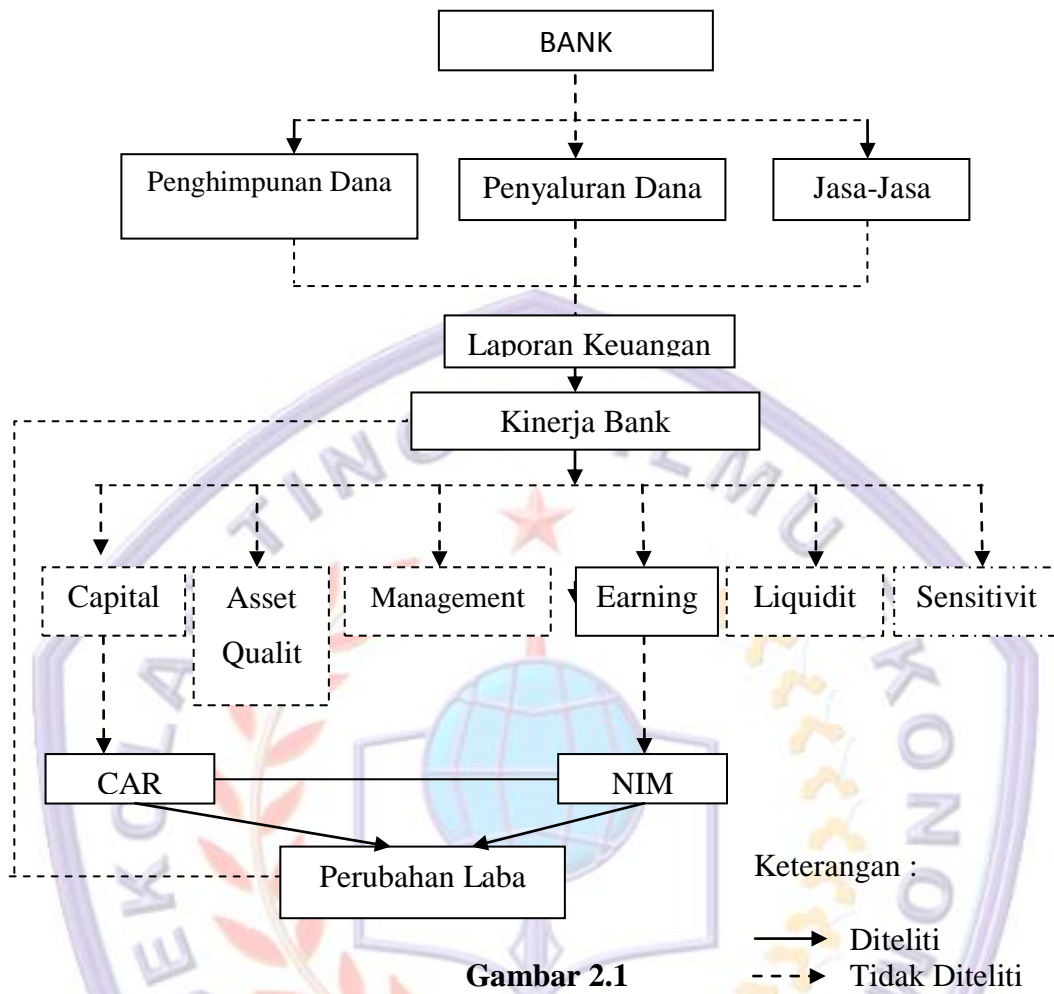 BANK
Penghimpunan Dana
Penyaluran Dana
Jasa-Jasa
Laporan Keuangan
Kinerja Bank
Capital
Asset
Qualit
Management
Earning
Liquidit
Sensitivit
CAR
NIM
Perubahan Laba
Keterangan :
Diteliti
Tidak Diteliti
Gambar 2.1